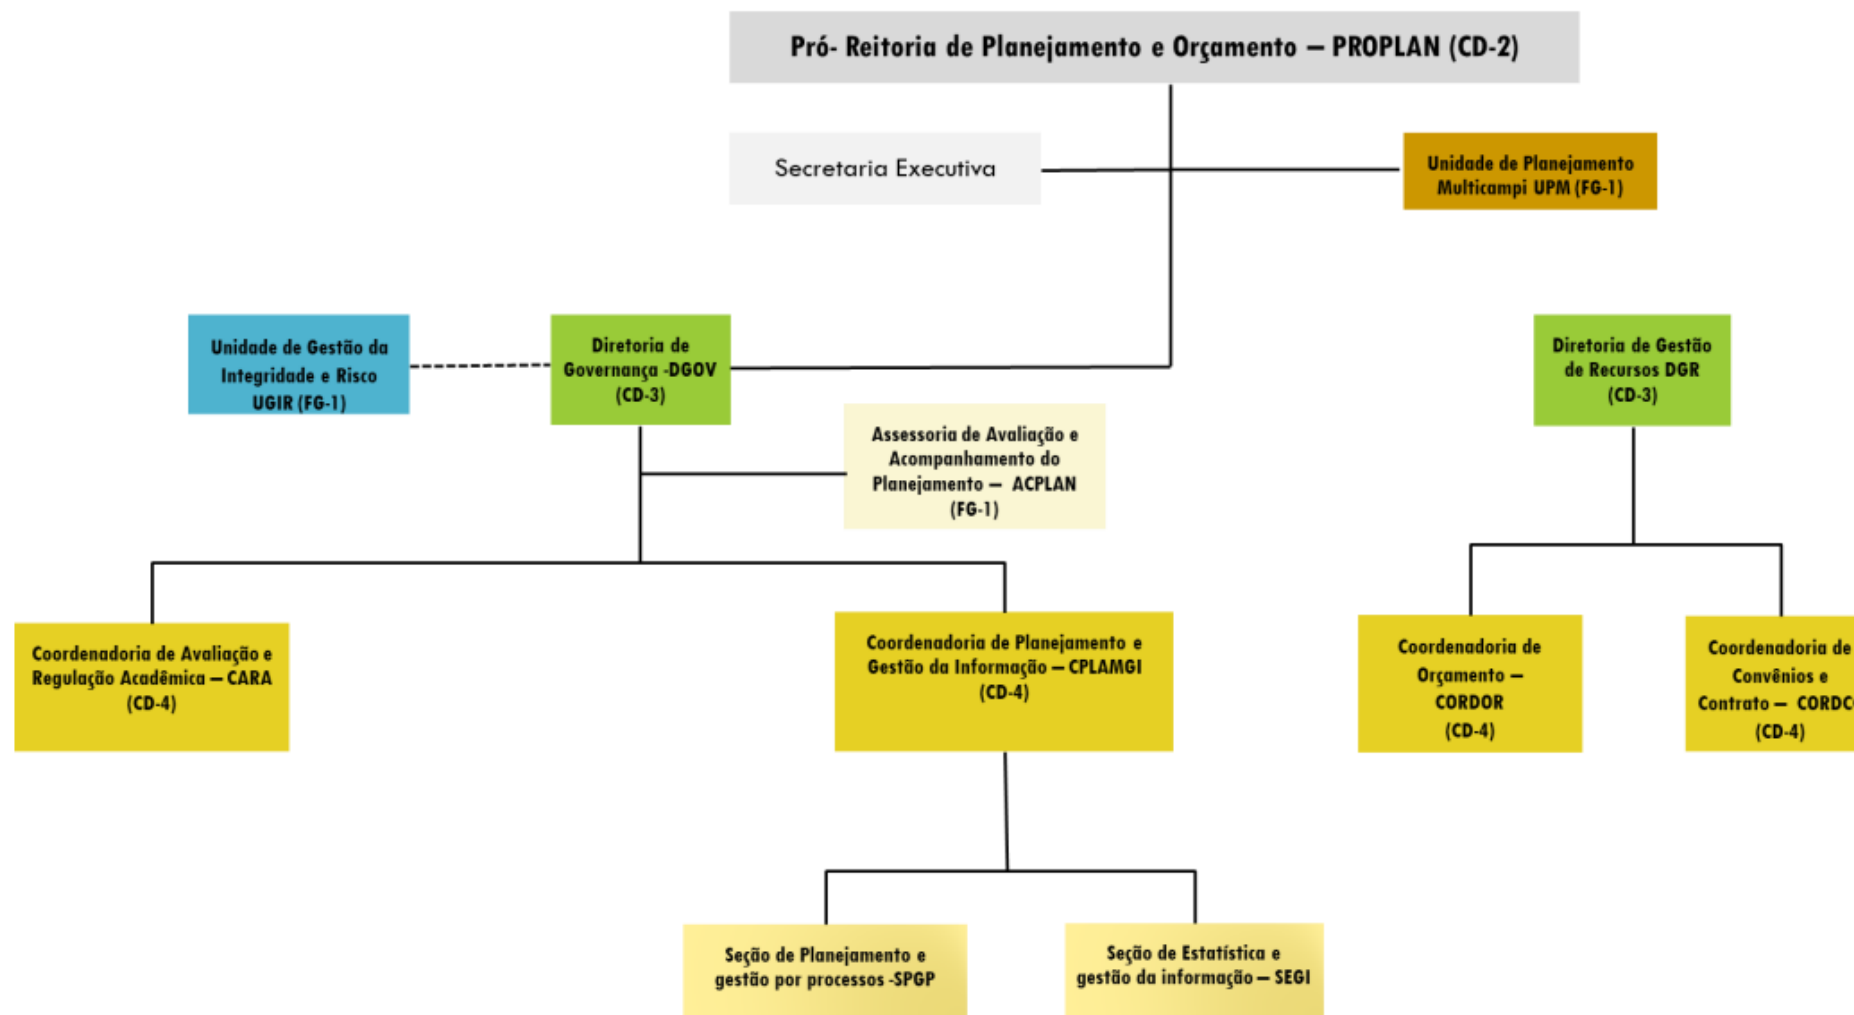 Pró- Reitoria de Planejamento e Orçamento – PROPLAN (CD-2)
Secretaria Executiva
Unidade de Planejamento
Multicampi UPM (FG-1)
Unidade de Gestão da
Integridade e Risco
UGIR (FG-1)
Diretoria de
Governança -DGOV
(CD-3)
Diretoria de Gestão
de Recursos DGR
(CD-3)
Assessoria de Avaliação e
Acompanhamento do
Planejamento – ACPLAN
(FG-1)
Coordenadoria de Avaliação e
Regulação Acadêmica – CARA
(CD-4)
Coordenadoria de Planejamento e
Gestão da Informação – CPLAMGI
(CD-4)
Coordenadoria de
Orçamento –
CORDOR
(CD-4)
Coordenadoria de
Convênios e
Contrato –
(CD-4)
Seção de Planejamento e
gestão por processos -SPGP
Seção de Estatística e
gestão da informação – SEGI